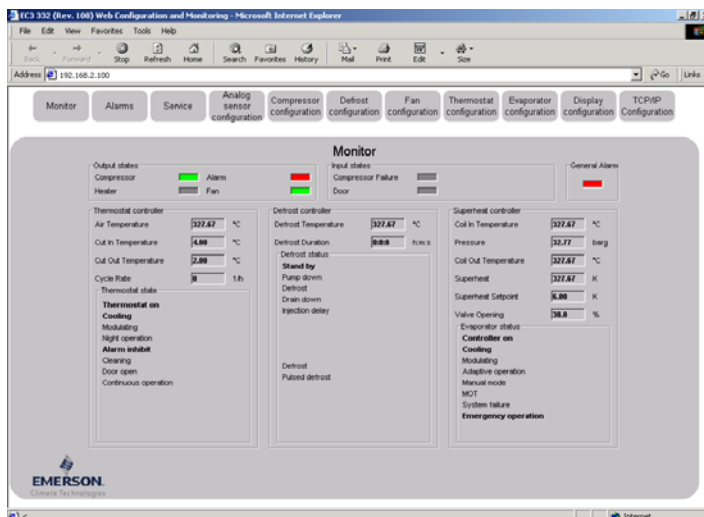 EC3 332 (Rev. 108) Web Configuration and Monitoring - Microsoft Internet Explorer
File Edit View Favorites Tools Help
Back Forward Stop Refresh Home Search Favorites History Mail Print Edit Size
Address 192.168.2.100 Go Links
Monitor Alarms Service Analog sensor configuration Compressor configuration Defrost configuration Fan configuration Thermostat configuration Evaporator configuration Display configuration TCP/IP Configuration
Monitor
Output states Input states General Alarm
Compressor Alarm Compressor Failure
Heater Fan Door
Thermostat controller
Air Temperature 327.67 °C
Cut In Temperature 4.00 °C
Cut Out Temperature 2.00 °C
Cycle Rate 0 1/h
Thermostat state
Thermostat on
Cooling
Modulating
Night operation
Alarm inhibit
Cleaning
Door open
Continuous operation
Defrost controller
Defrost Temperature 327.67 °C
Defrost Duration 0:0:0 h:m:s
Defrost status
Stand by
Pump down
Defrost
Drain down
Injection delay
Defrost
Pulsed defrost
Superheat controller
Coil In Temperature 327.67 °C
Pressure 32.77 barg
Coil Out Temperature 327.67 °C
Superheat 327.67 K
Superheat Setpoint 6.00 K
Valve Opening 30.0 %
Evaporator status
Controller on
Cooling
Modulating
Adaptive operation
Manual mode
MOT
System failure
Emergency operation
EMERSON.
Climate Technologies
Internet